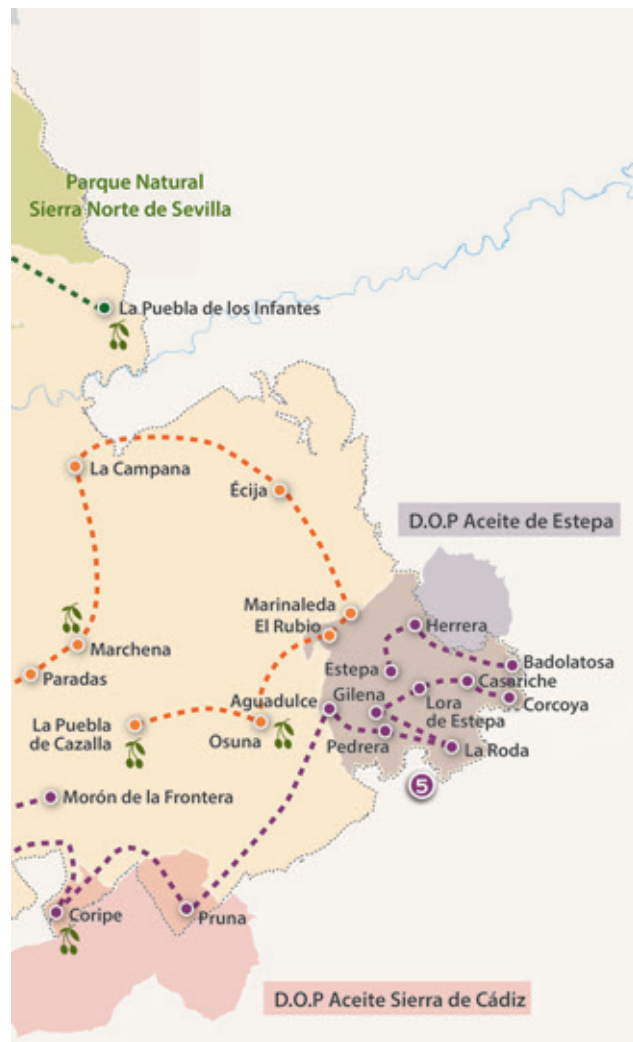 Parque Natural
Sierra Norte de Sevilla
La Puebla de los Infantes
La Campana
Écija
D.O.P Aceite de Estepa
Marinaleda
El Rubio
Herrera
Marchena
Badolatosa
Estepa
Casariche
Paradas
Aguadulce
Gilena
Lora
de Estepa
Corcoya
La Puebla
de Cazalla
Osuna
Pedrera
La Roda
5
Morón de la Frontera
Coripe
Pruna
D.O.P Aceite Sierra de Cádiz